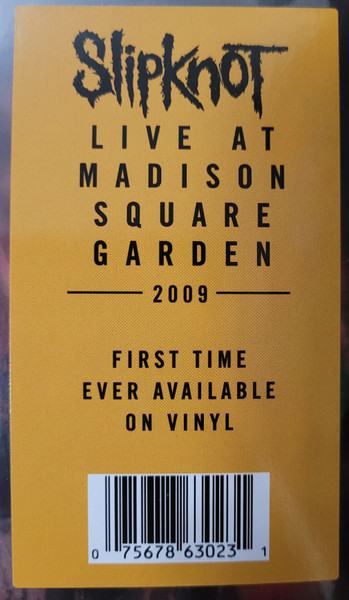 SlipknoT
LIVE AT
MADISON
SQUARE
GARDEN
2009
FIRST TIME
EVER AVAILABLE
ON VINYL
0 75678 63023 1